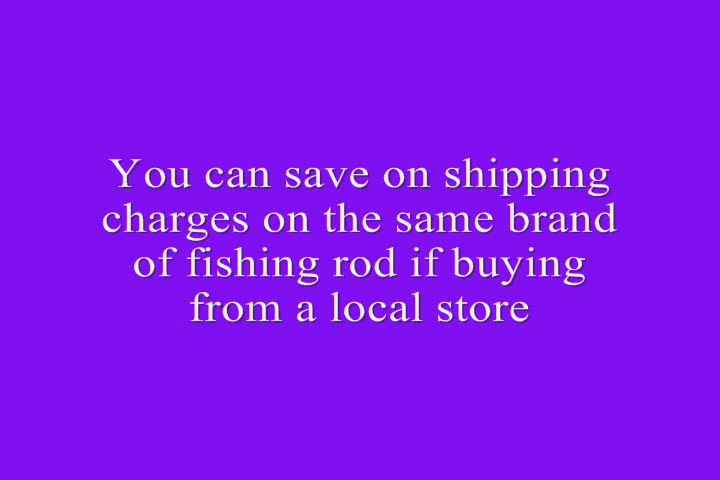 You can save on shipping
charges on the same brand
of fishing rod if buying
from a local store